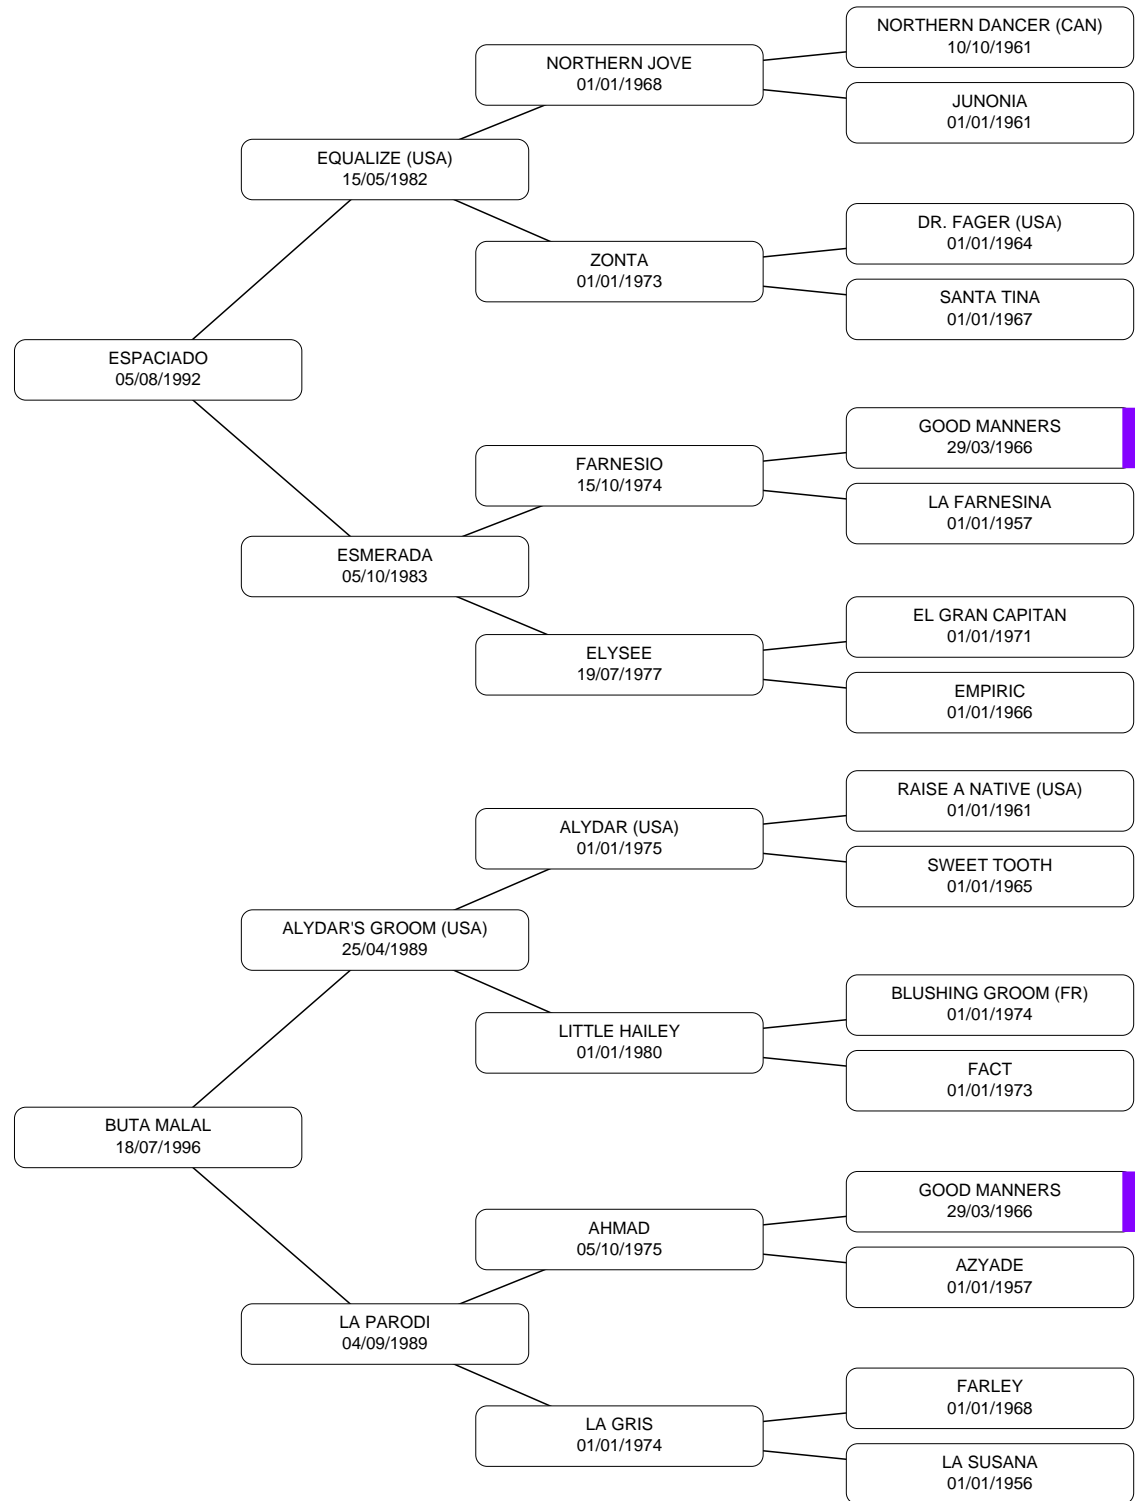 NORTHERN DANCER (CAN)
10/10/1961
NORTHERN JOVE
01/01/1968
JUNONIA
01/01/1961
EQUALIZE (USA)
15/05/1982
DR. FAGER (USA)
01/01/1964
ZONTA
01/01/1973
SANTA TINA
01/01/1967
ESPACIADO
05/08/1992
GOOD MANNERS
29/03/1966
FARNESIO
15/10/1974
LA FARNESINA
01/01/1957
ESMERADA
05/10/1983
EL GRAN CAPITAN
01/01/1971
ELYSEE
19/07/1977
EMPIRIC
01/01/1966
RAISE A NATIVE (USA)
01/01/1961
ALYDAR (USA)
01/01/1975
SWEET TOOTH
01/01/1965
ALYDAR'S GROOM (USA)
25/04/1989
BLUSHING GROOM (FR)
01/01/1974
LITTLE HAILEY
01/01/1980
FACT
01/01/1973
BUTA MALAL
18/07/1996
GOOD MANNERS
29/03/1966
AHMAD
05/10/1975
AZYADE
01/01/1957
LA PARODI
04/09/1989
FARLEY
01/01/1968
LA GRIS
01/01/1974
LA SUSANA
01/01/1956